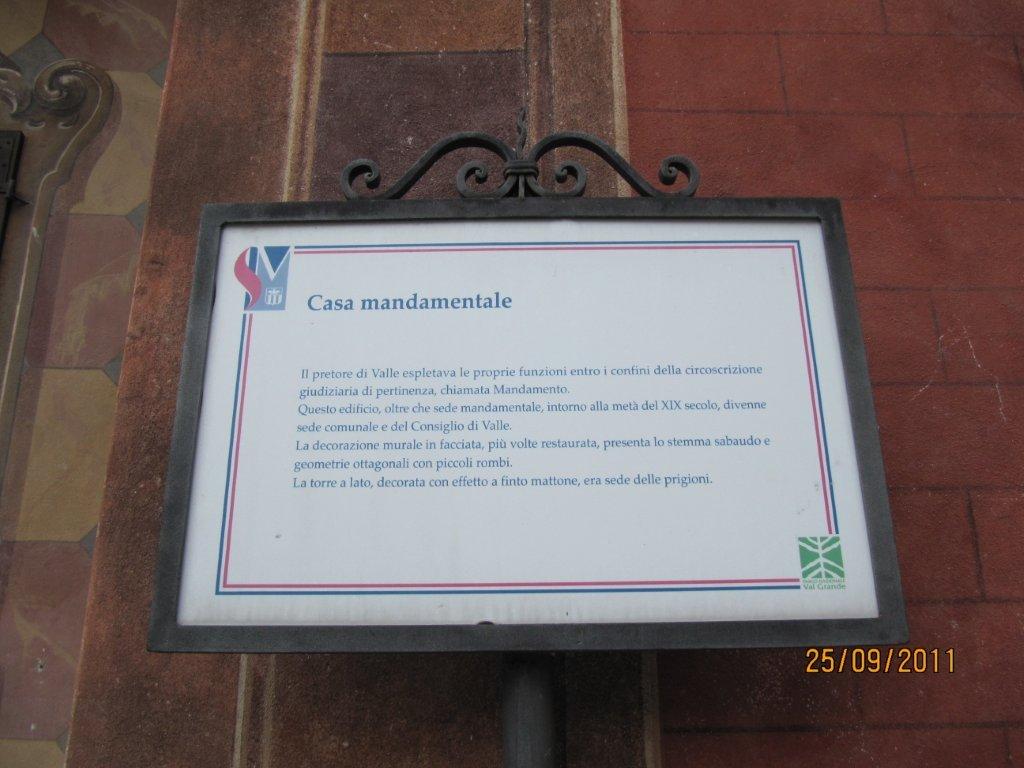 SV
Casa mandamentale
Il pretore di Valle espletava le proprie funzioni entro i confini della circoscrizione
giudiziaria di pertinenza, chiamata Mandamento.
Questo edificio, oltre che sede mandamentale, intorno alla metà del XIX secolo, divenne
sede comunale e del Consiglio di Valle.
La decorazione murale in facciata, più volte restaurata, presenta lo stemma sabaudo e
geometrie ottagonali con piccoli rombi.
La torre a lato, decorata con effetto a finto mattone, era sede delle prigioni.
PARCO NAZIONALE
Val Grande
25/09/2011